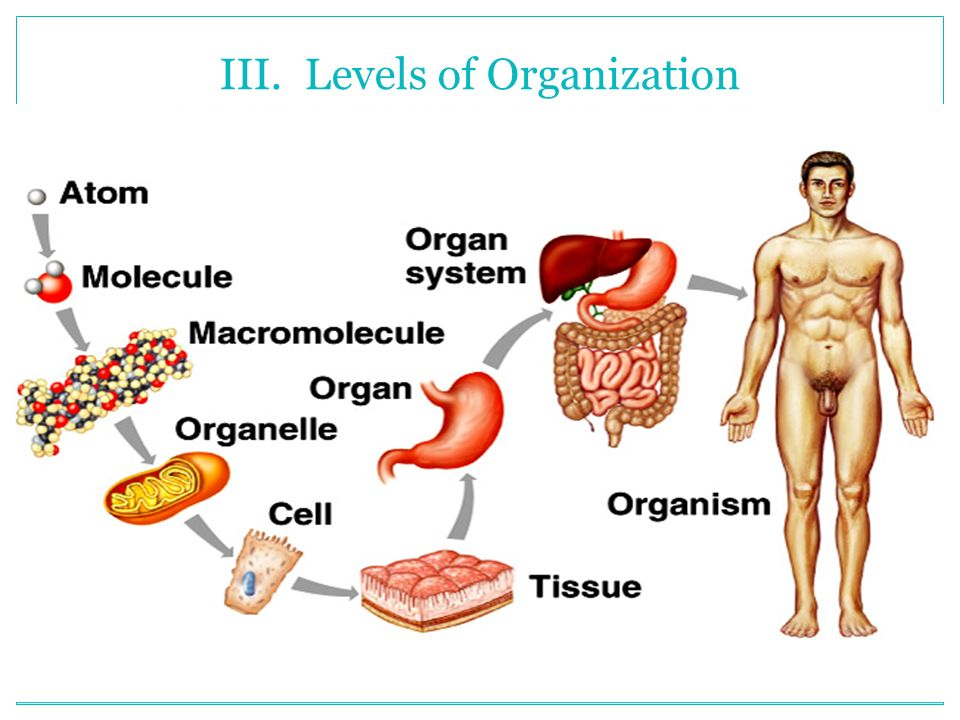 III. Levels of Organization
Atom
Molecule
Macromolecule
Organelle
Cell
Tissue
Organ
Organ
system
Organism